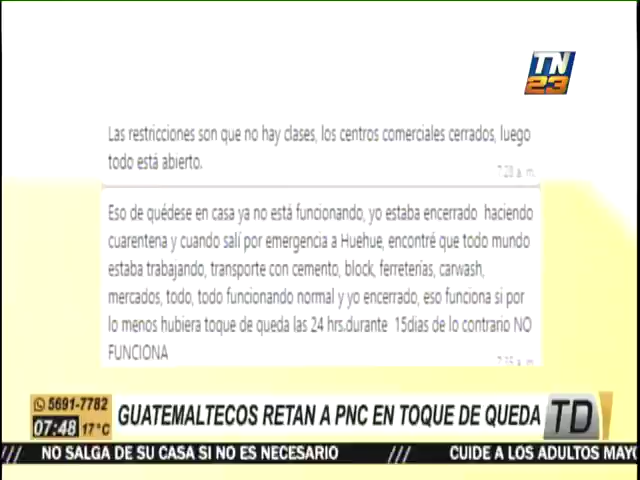 TN
23
Las restricciones son que no hay clases, los centros comerciales cerrados, luego
todo está abierto.
7:28 a. m.
Eso de quédese en casa ya no está funcionando, yo estaba encerrado haciendo
cuarentena y cuando salí por emergencia a Huehue, encontré que todo mundo
estaba trabajando, transporte con cemento, block, ferreterías, carwash,
mercados, todo, todo funcionando normal y yo encerrado, eso funciona si por
lo menos hubiera toque de queda las 24 hrs.durante 15dias de lo contrario NO
FUNCIONA
5691-7782
07:48 17°C
GUATEMALTECOS RETAN A PNC EN TOQUE DE QUEDA
TD
/// NO SALGA DE SU CASA SI NO ES NECESARIO /// CUIDE A LOS ADULTOS MAYO